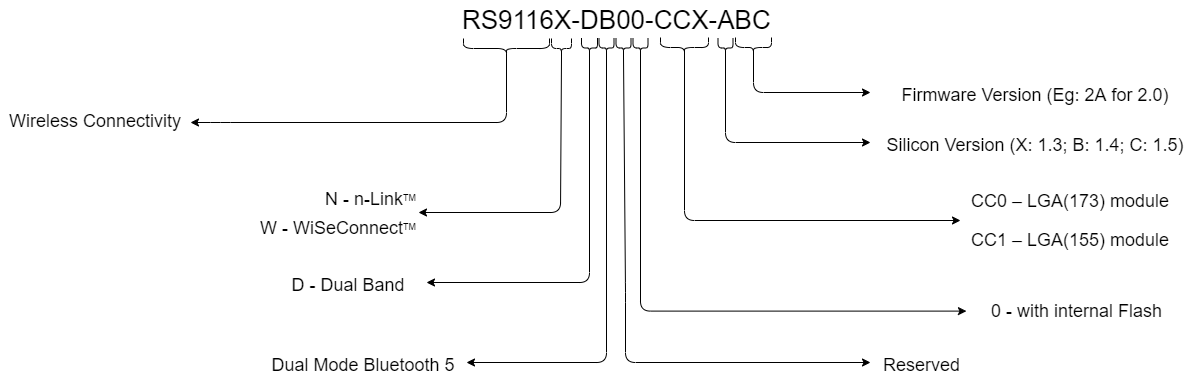 RS9116X-DB00-CCX-ABC
Firmware Version (Eg: 2A for 2.0)
Wireless Connectivity
Silicon Version (X: 1.3; B: 1.4; C: 1.5)
N - n-Link™
W - WiSeConnect™
CC0 – LGA(173) module
CC1 – LGA(155) module
D - Dual Band
0 - with internal Flash
Dual Mode Bluetooth 5
Reserved